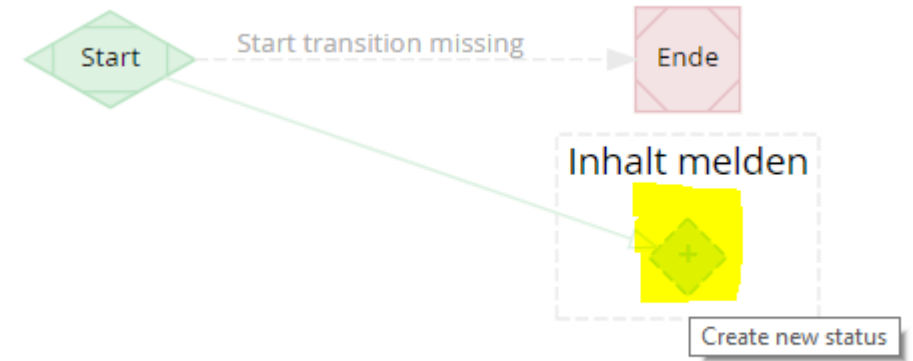 Start
Start transition missing
Ende
Inhalt melden
+
Create new status